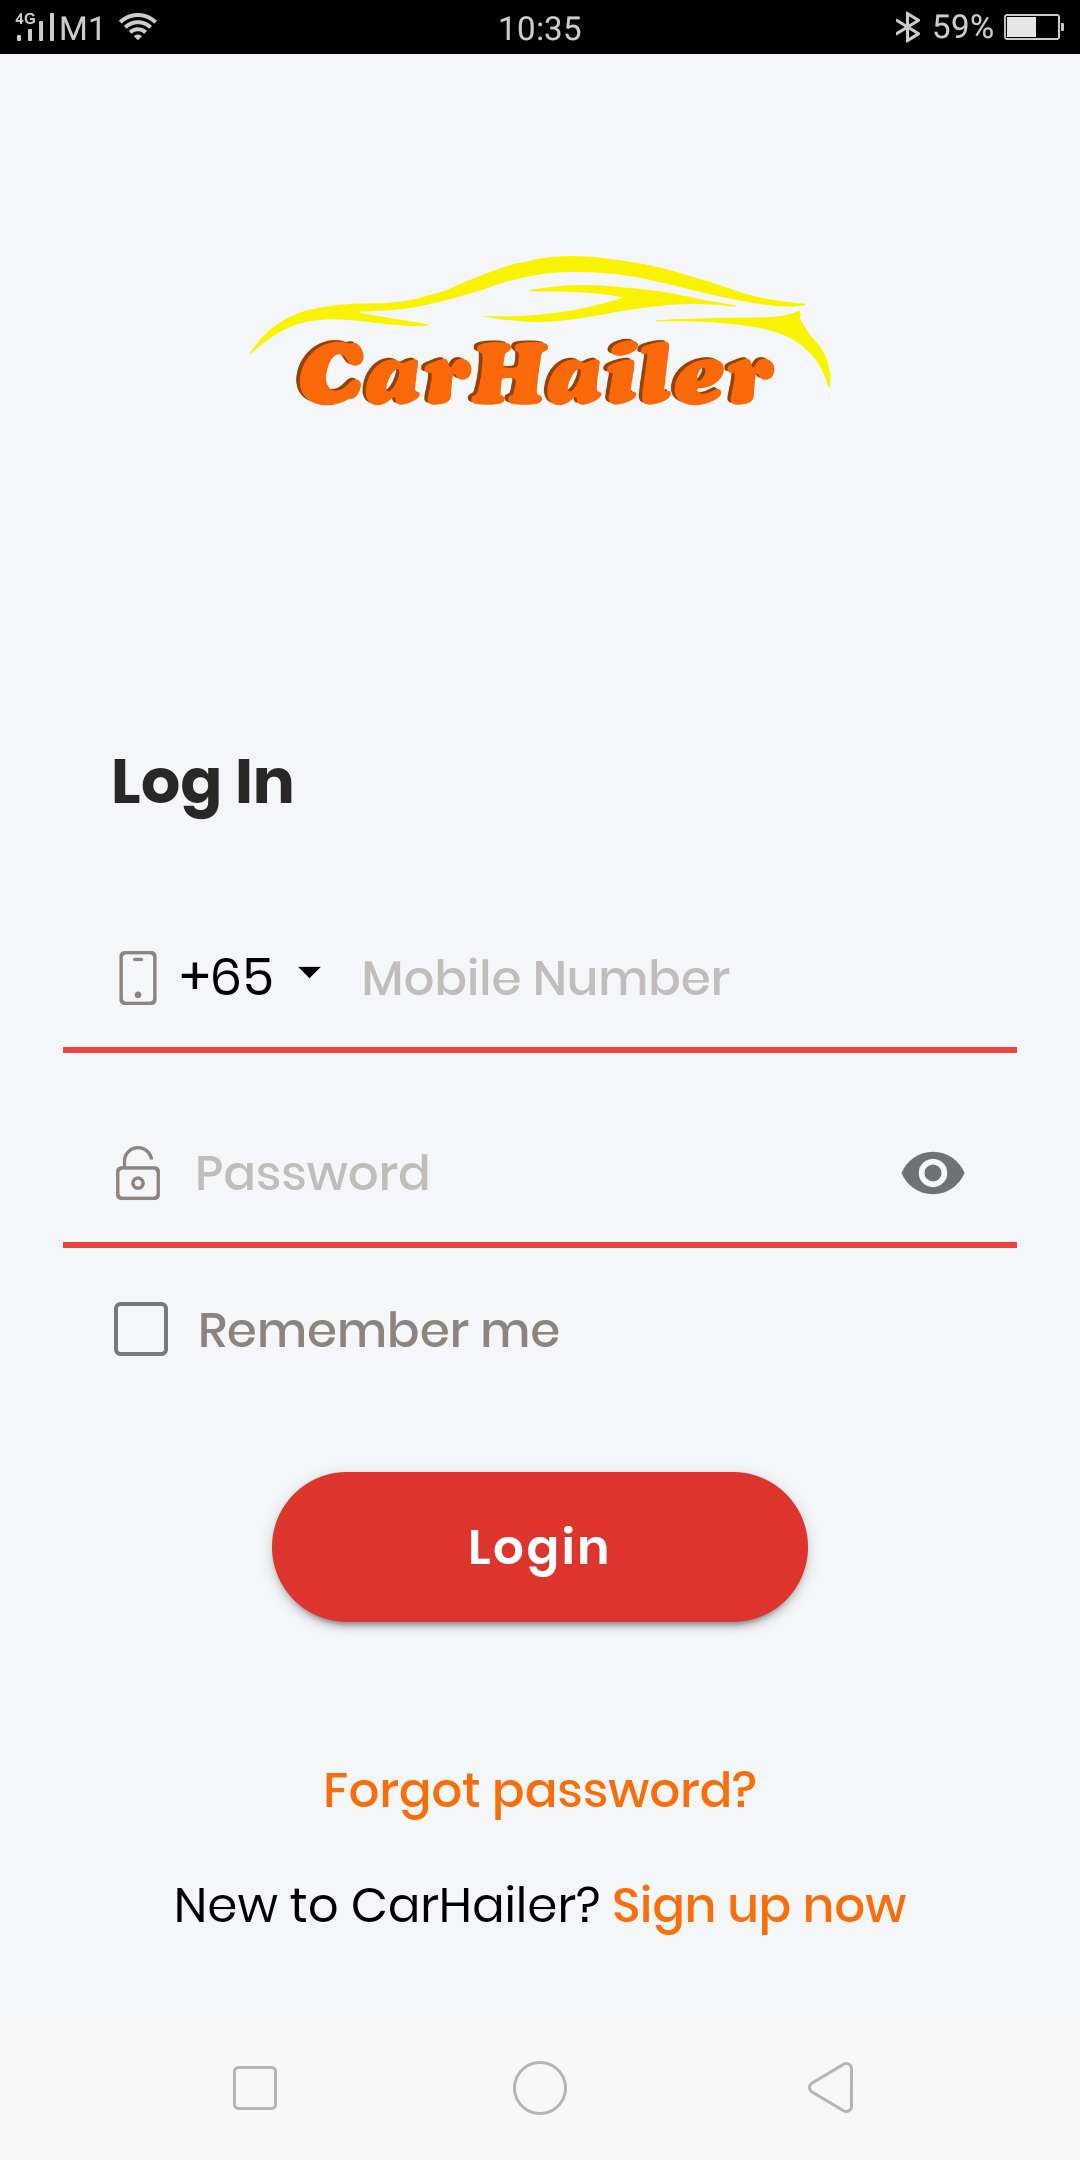 4G M1 10:35 59%
CarHailer
Log In
+65 Mobile Number
Password
Remember me
Login
Forgot password?
New to CarHailer? Sign up now